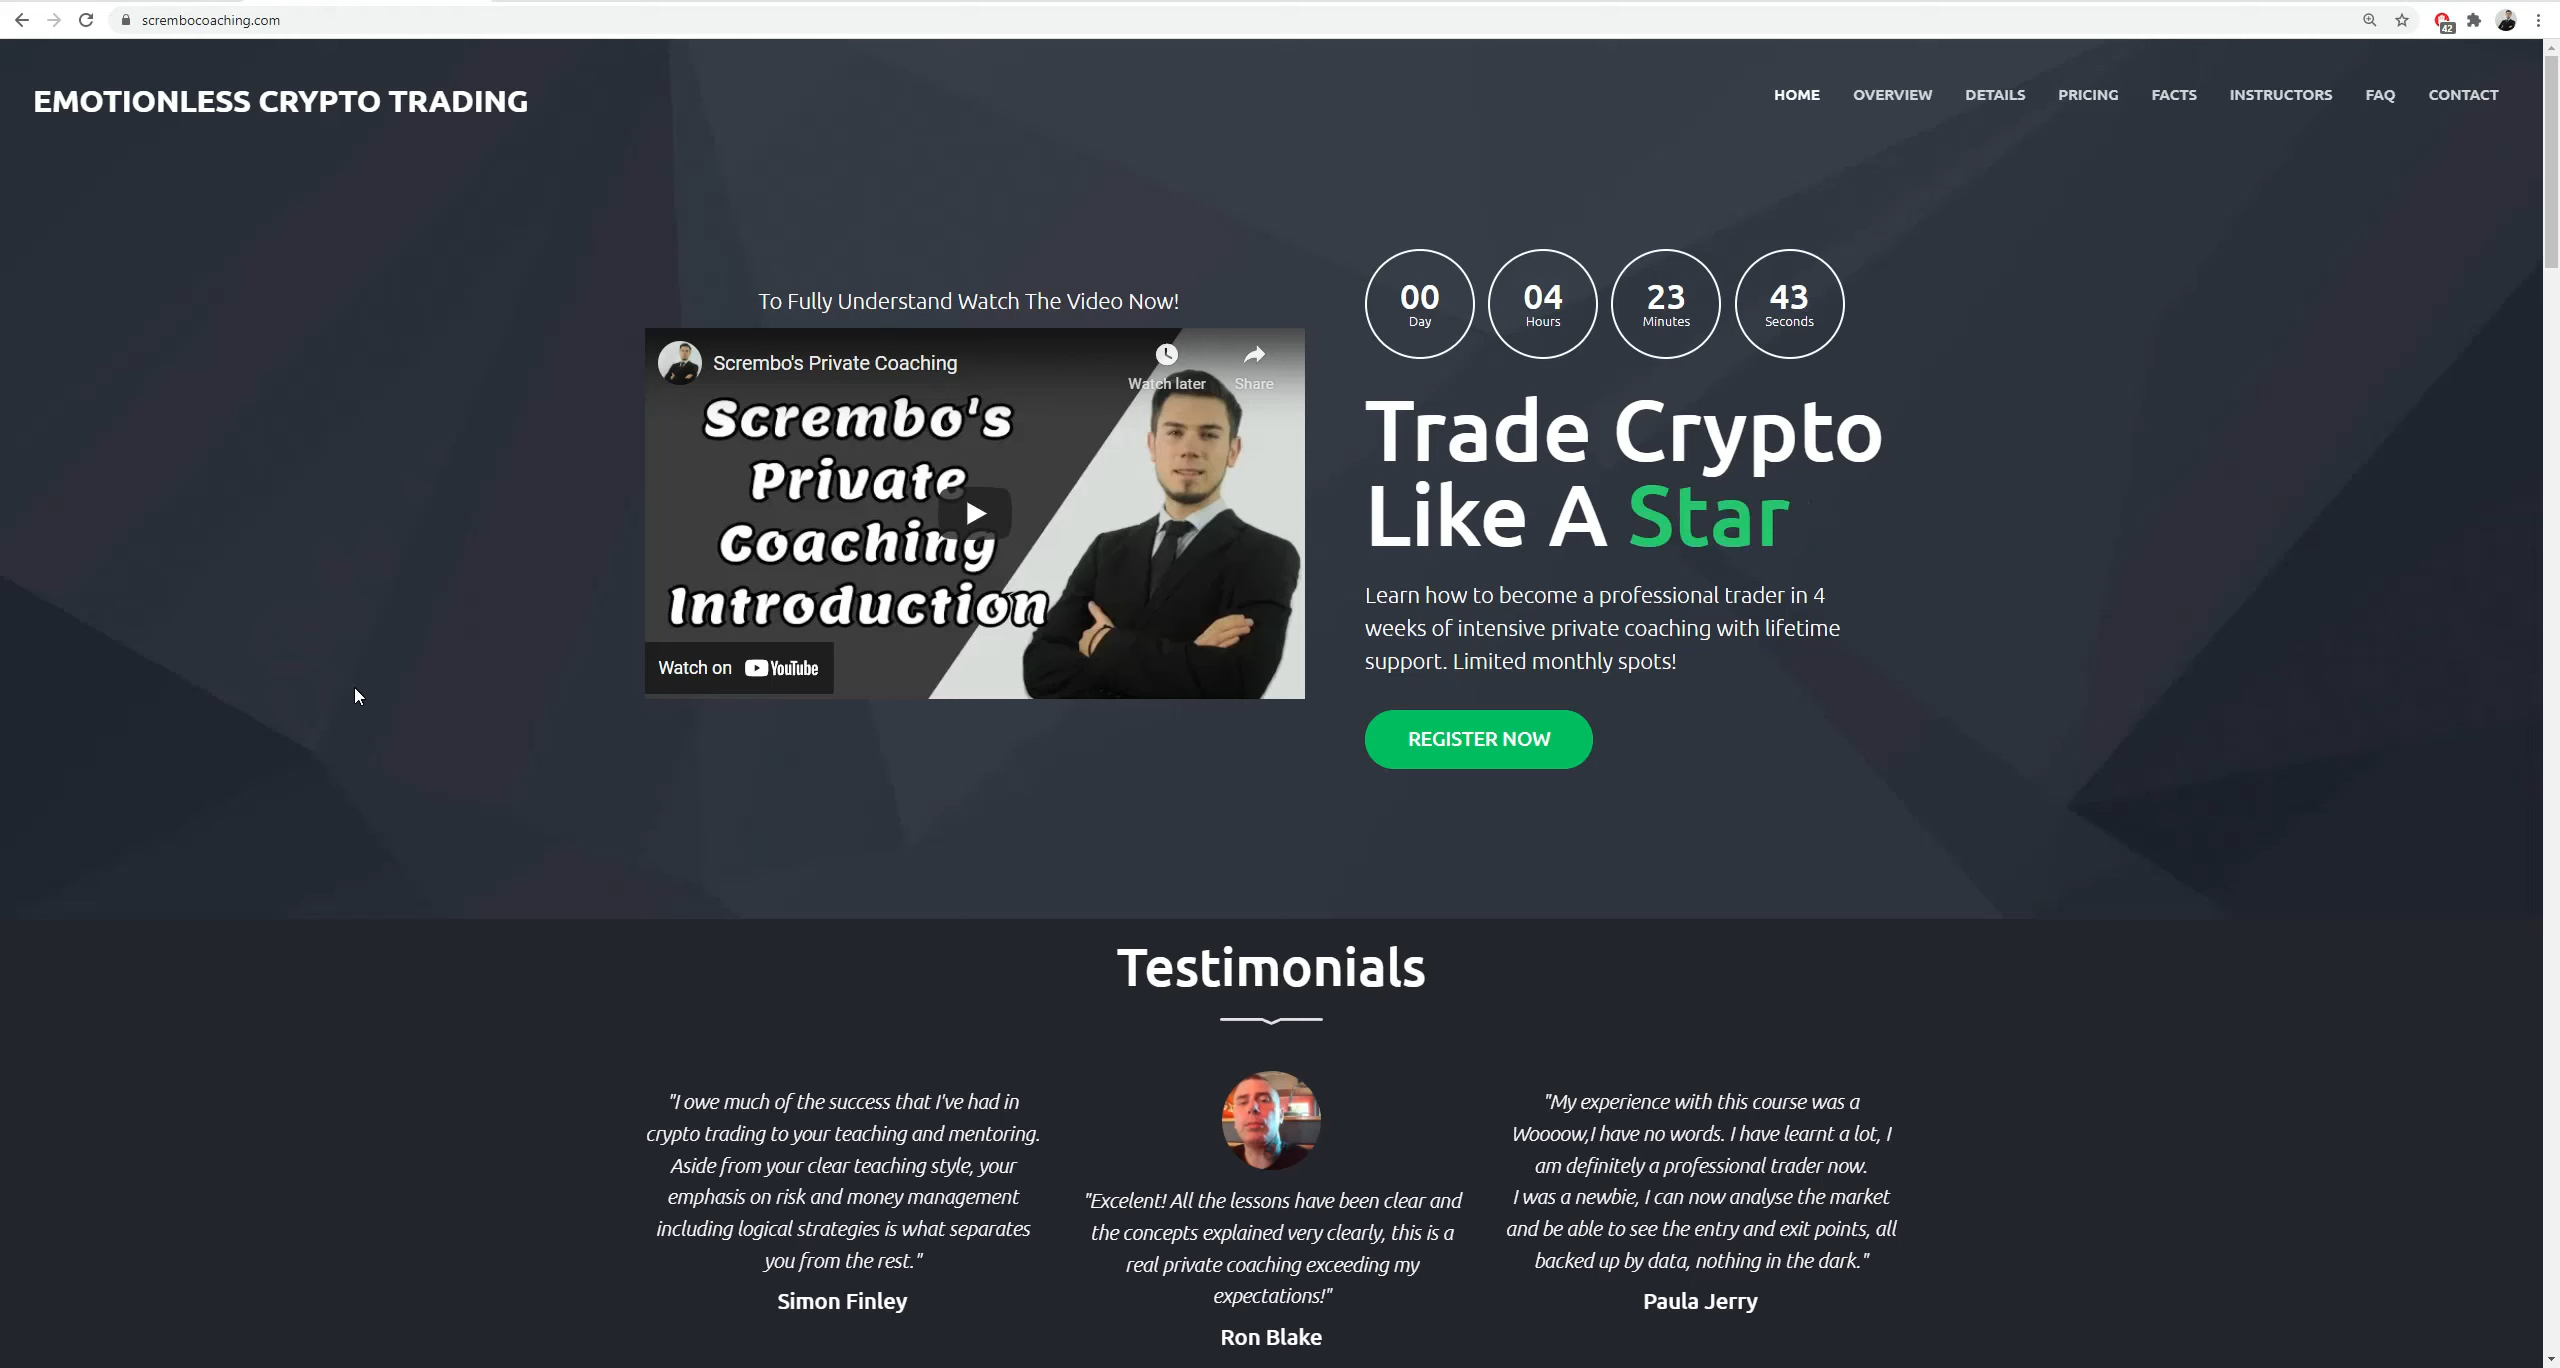 scrembocoaching.com
42
EMOTIONLESS CRYPTO TRADING
HOME OVERVIEW DETAILS PRICING FACTS INSTRUCTORS FAQ CONTACT
To Fully Understand Watch The Video Now!
Scrembo's Private Coaching
Watch later
Share
Scrembo's
Private
Coaching
Introduction
Watch on YouTube
00 04 23 43
Day Hours Minutes Seconds
Trade Crypto
Like A Star
Learn how to become a professional trader in 4
weeks of intensive private coaching with lifetime
support. Limited monthly spots!
REGISTER NOW
Testimonials
"I owe much of the success that I've had in
crypto trading to your teaching and mentoring.
Aside from your clear teaching style, your
emphasis on risk and money management
including logical strategies is what separates
you from the rest."
Simon Finley
"Excelent! All the lessons have been clear and
the concepts explained very clearly, this is a
real private coaching exceeding my
expectations!"
Ron Blake
"My experience with this course was a
Woooow,I have no words. I have learnt a lot, I
am definitely a professional trader now.
I was a newbie, I can now analyse the market
and be able to see the entry and exit points, all
backed up by data, nothing in the dark."
Paula Jerry